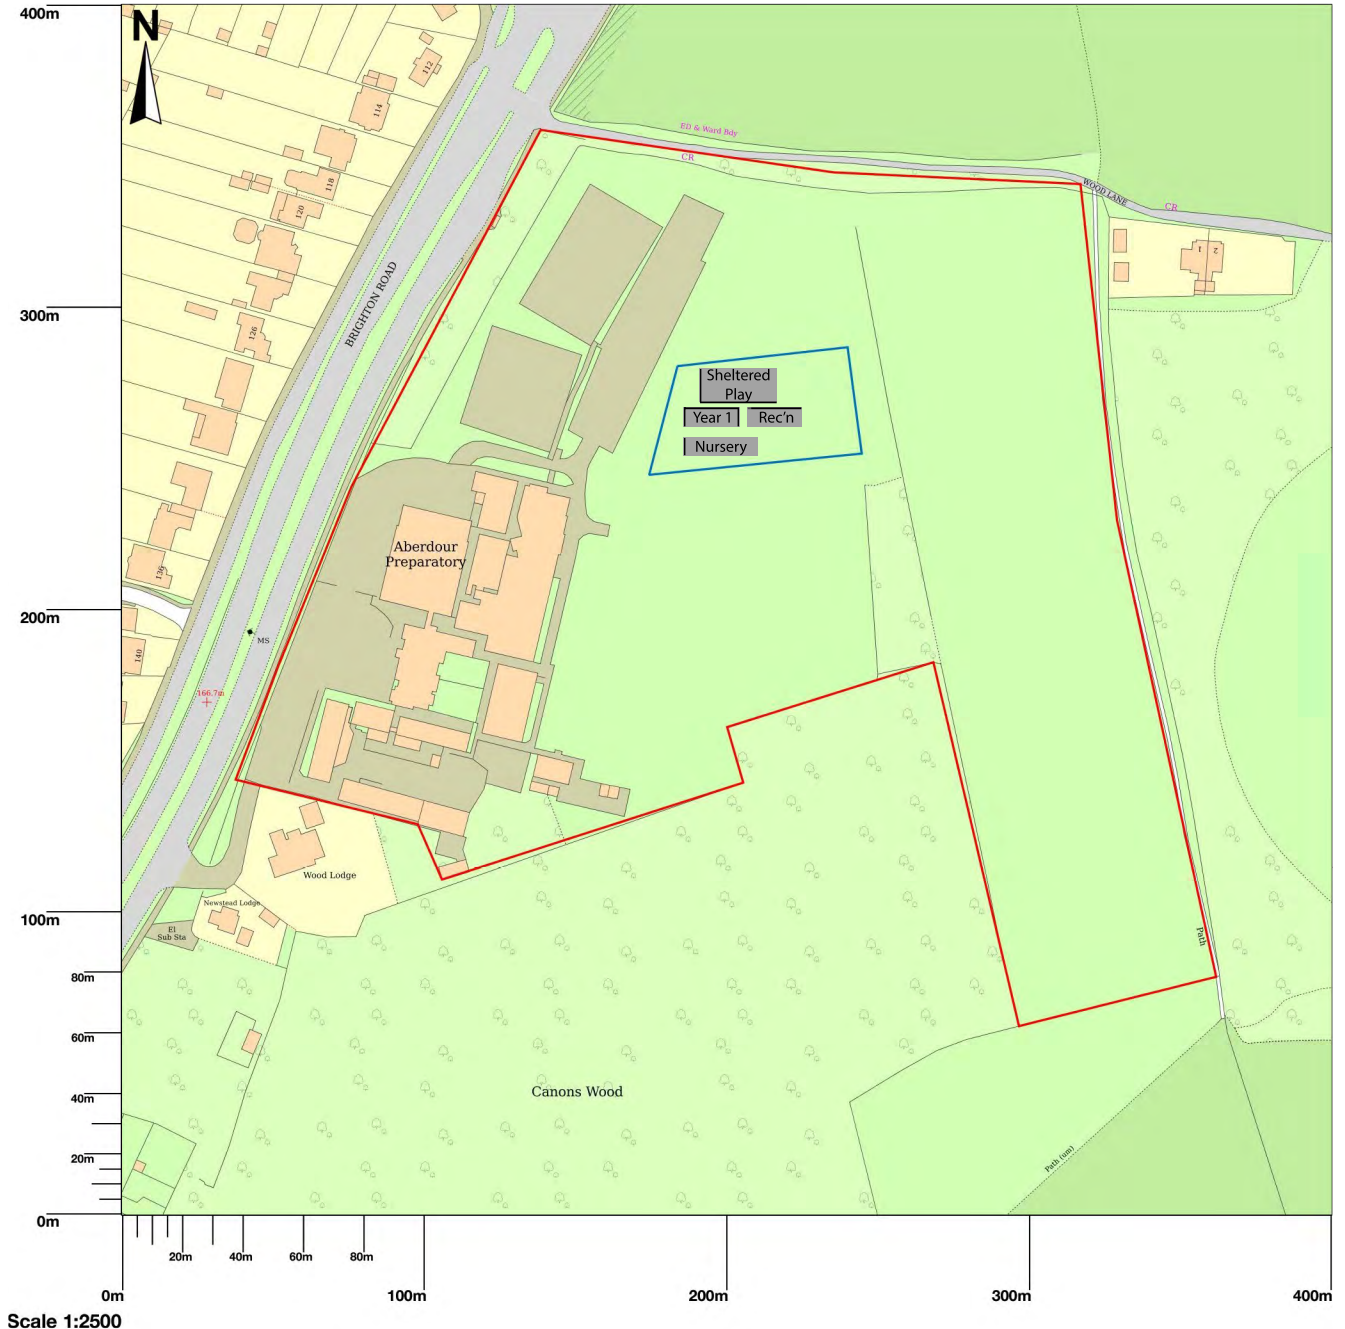 400m
N
112
114
ED & Ward Bdy
CR
WOOD LANE
CR
118
120
1
2
BRIGHTON ROAD
300m
126
Sheltered
Play
Year 1
Rec'n
Nursery
Aberdour
Preparatory
136
200m
MS
140
166.7m
Wood Lodge
Newstead Lodge
100m
El
Sub Sta
Path
80m
60m
Canons Wood
40m
Path (um)
20m
0m
20m
40m
60m
80m
0m
100m
200m
300m
400m
Scale 1:2500